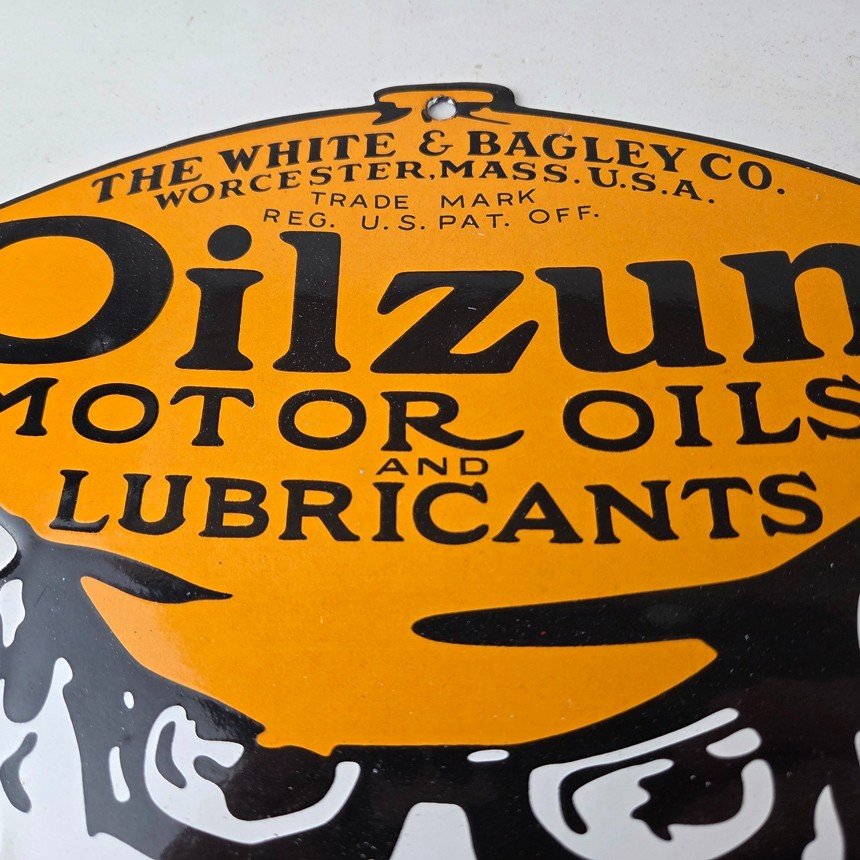 THE WHITE & BAGLEY CO.
WORCESTER, MASS. U.S.A.
TRADE MARK
REG. U.S. PAT. OFF.
Oilzum
MOTOR OILS
AND
LUBRICANTS